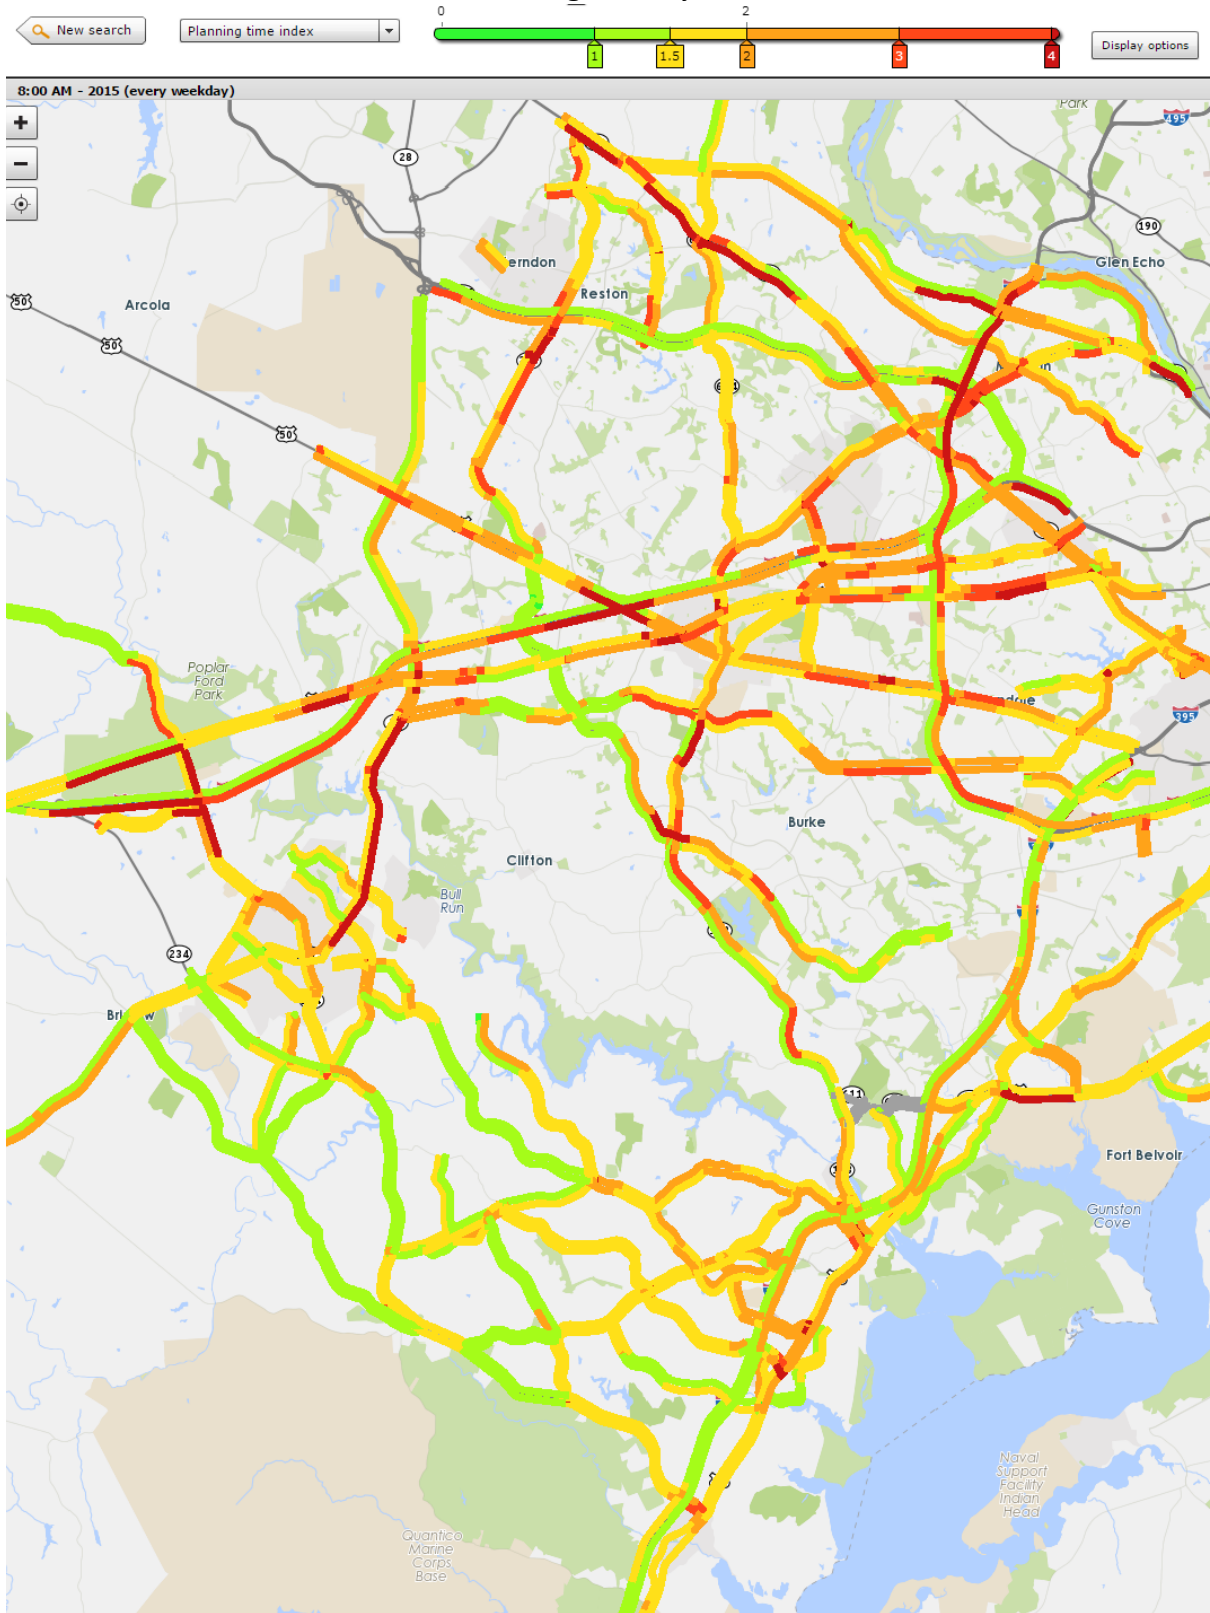 0
2
New search
Planning time index
1
1.5
2
3
4
Display options
8:00 AM - 2015 (every weekday)
Park
495
28
190
Glen Echo
erndon
50
Arcola
Reston
50
50
Poplar
Ford
Park
395
Burke
Clifton
Bull
Run
234
Fort Belvoir
Gunston
Cove
Naval
Support
Facility
Indian
Head
Quantico
Marine
Corps
Base